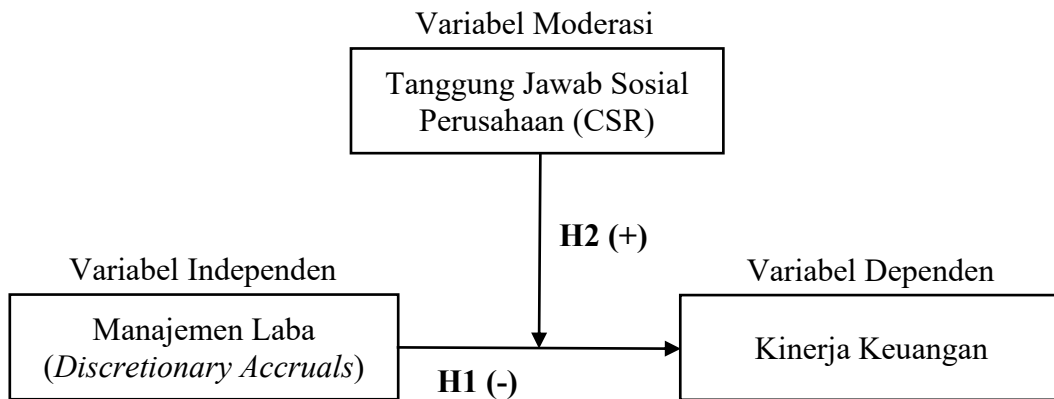 Variabel Moderasi
Tanggung Jawab Sosial
Perusahaan (CSR)
H2 (+)
Variabel Independen
Manajemen Laba
(Discretionary Accruals)
H1 (-)
Variabel Dependen
Kinerja Keuangan